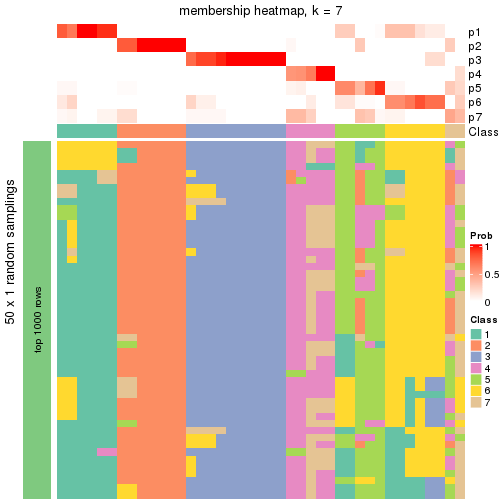 membership heatmap, k = 7
p1
p2
p3
p4
p5
p6
p7
Class
50 x 1 random samplings
top 1000 rows
Prob
1
0.5
0
Class
1
2
3
4
5
6
7